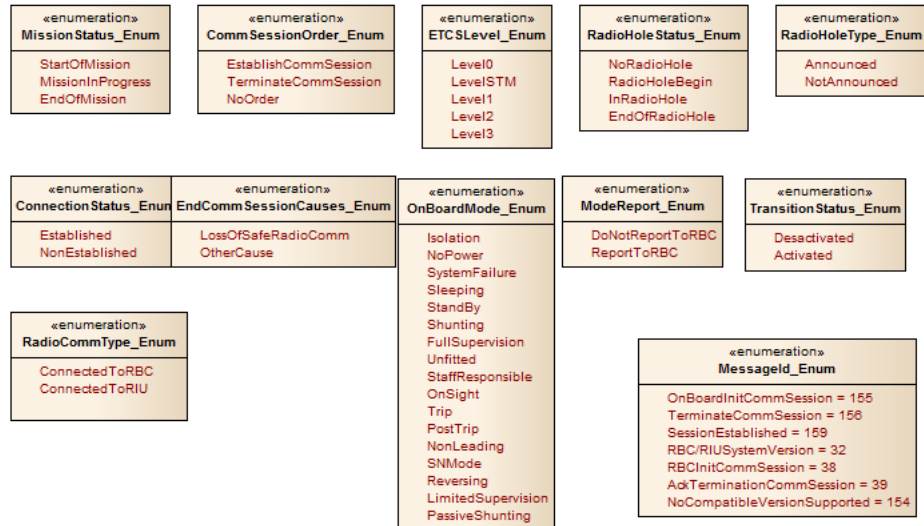 «enumeration»
MissionStatus_Enum
StartOfMission
MissionInProgress
EndOfMission
«enumeration»
CommSessionOrder_Enum
EstablishCommSession
TerminateCommSession
NoOrder
«enumeration»
ETCSLevel_Enum
Level0
LevelSTM
Level1
Level2
Level3
«enumeration»
RadioHoleStatus_Enum
NoRadioHole
RadioHoleBegin
InRadioHole
EndOfRadioHole
«enumeration»
RadioHoleType_Enum
Announced
NotAnnounced
«enumeration»
ConnectionStatus_Enum
Established
NonEstablished
«enumeration»
EndCommSessionCauses_Enum
LossOfSafeRadioComm
OtherCause
«enumeration»
OnBoardMode_Enum
Isolation
NoPower
SystemFailure
Sleeping
StandBy
Shunting
FullSupervision
Unfitted
StaffResponsible
OnSight
Trip
PostTrip
NonLeading
SNMode
Reversing
LimitedSupervision
PassiveShunting
«enumeration»
ModeReport_Enum
DoNotReportToRBC
ReportToRBC
«enumeration»
TransitionStatus_Enum
Desactivated
Activated
«enumeration»
RadioCommType_Enum
ConnectedToRBC
ConnectedToRIU
«enumeration»
MessageId_Enum
OnBoardInitCommSession = 155
TerminateCommSession = 156
SessionEstablished = 159
RBC/RIUSystemVersion = 32
RBCInitCommSession = 38
AckTerminationCommSession = 39
NoCompatibleVersionSupported = 154